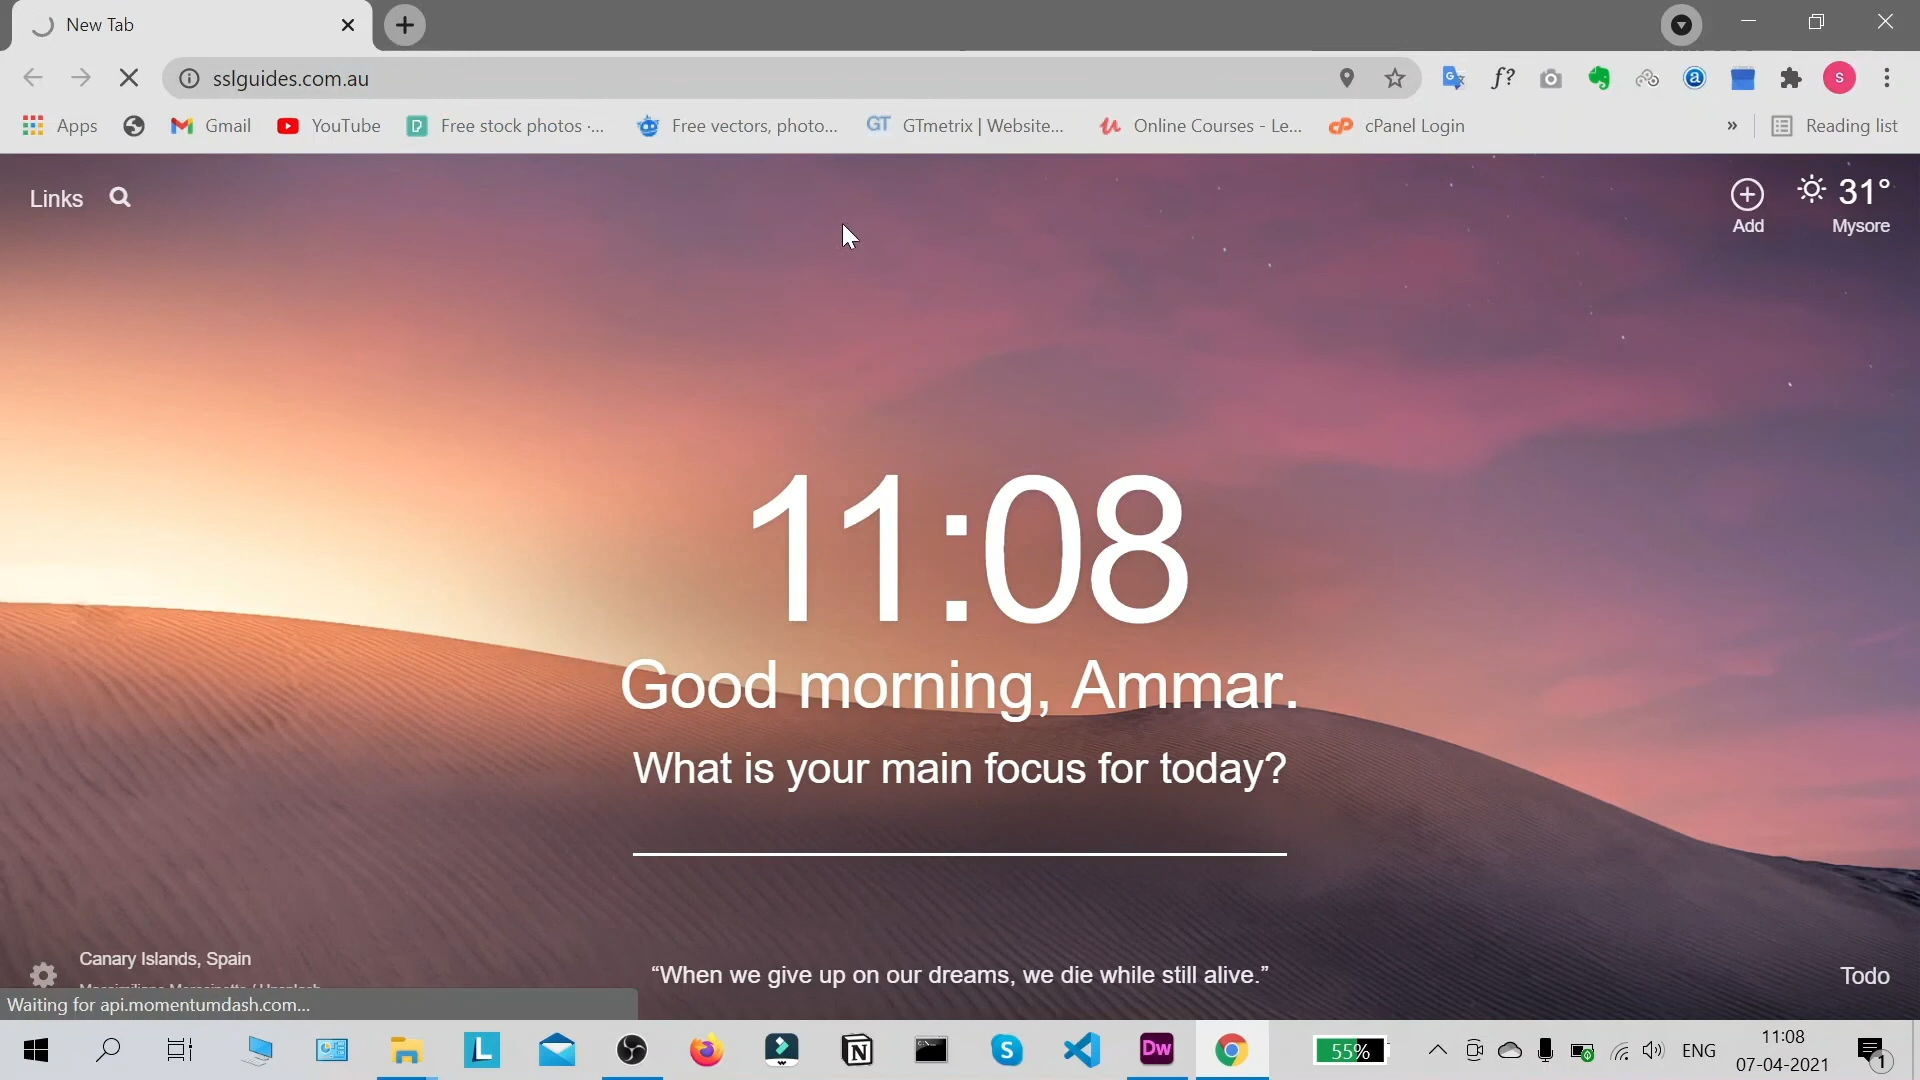 New Tab
sslguides.com.au
f?
a
S
Apps
Gmail
YouTube
Free stock photos ·...
Free vectors, photo...
GT GTmetrix | Website...
Online Courses - Le...
cP cPanel Login
»
Reading list
Links
31°
Add
Mysore
11:08
Good morning, Ammar.
What is your main focus for today?
Canary Islands, Spain
“When we give up on our dreams, we die while still alive.”
Todo
Waiting for api.momentumdash.com...
L
N
S
Dw
55%
ENG
11:08
07-04-2021
1